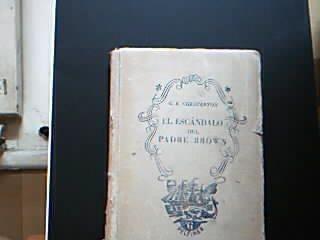 G. K. CHESTERTON
EL ESCÁNDALO
DEL
PADRE BROWN